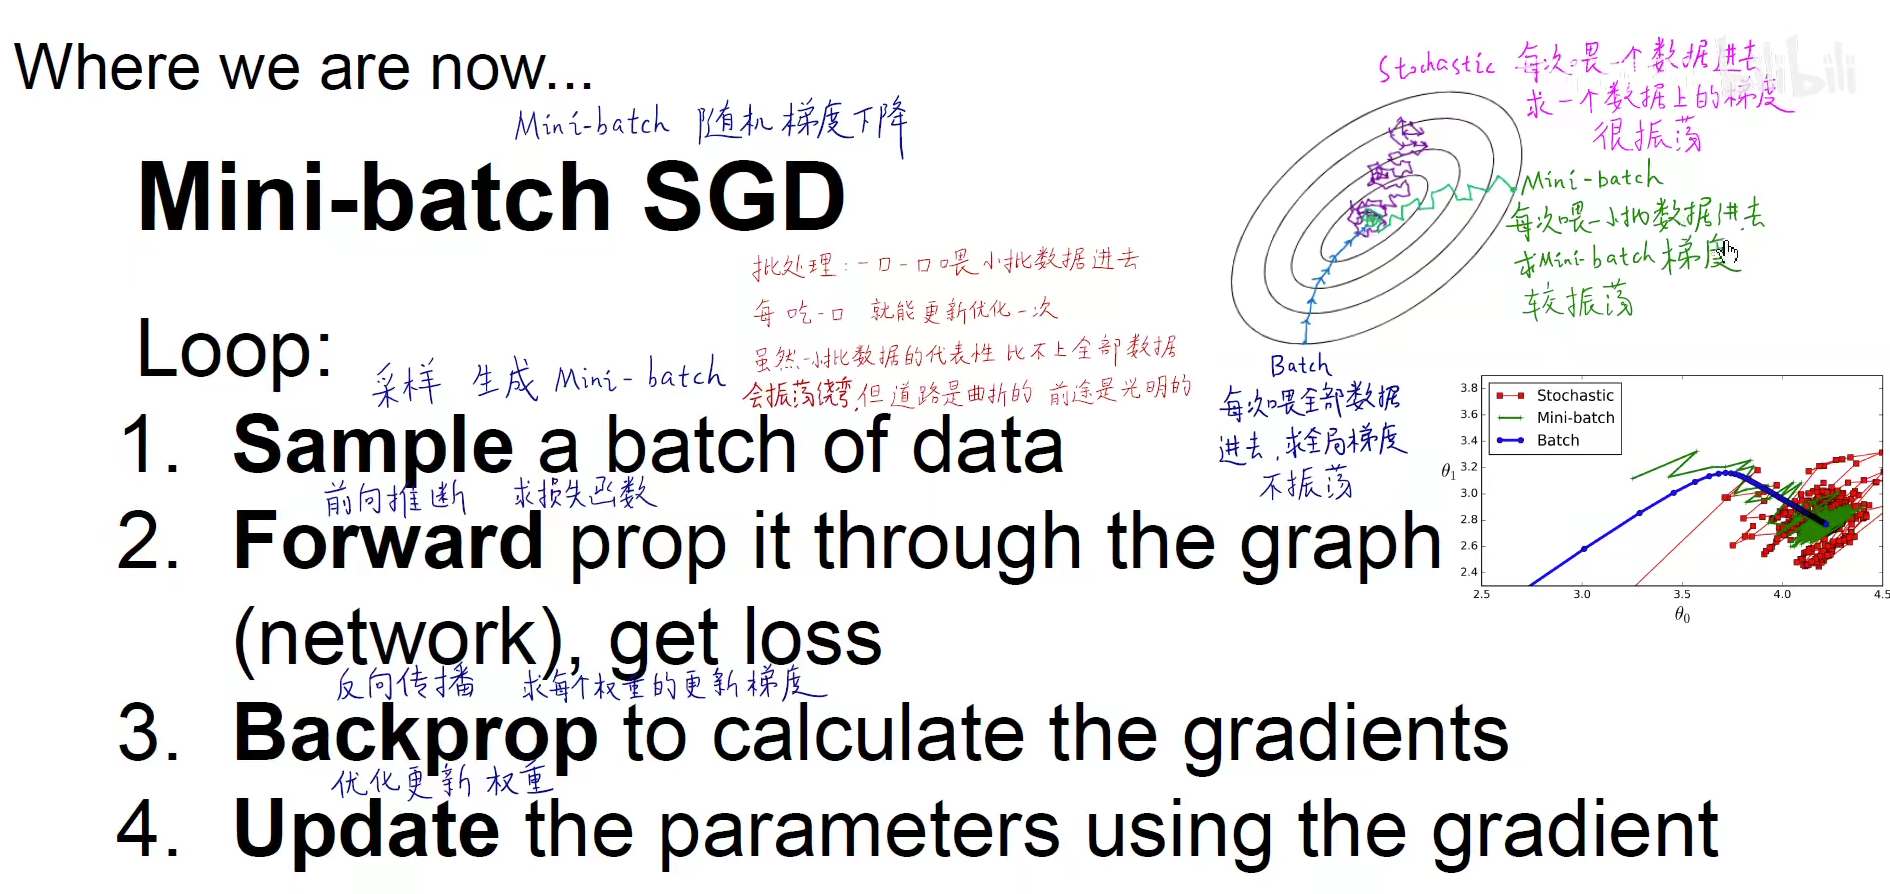 Where we are now...
Mini-batch 随机梯度下降
Mini-batch SGD
批处理：一口一口喂小批数据进去
每吃一口 就能更新优化一次
虽然一小批数据的代表性比不上全部数据
会振荡绕弯,但道路是曲折的 前途是光明的
Loop:
采样 生成 Mini-batch
1. Sample a batch of data
前向推断 求损失函数
2. Forward prop it through the graph
(network), get loss
反向传播 求每个权重的更新梯度
3. Backprop to calculate the gradients
优化更新权重
4. Update the parameters using the gradient
Stochastic 每次喂一个数据进去
求一个数据上的梯度
很振荡
bilibili
Mini-batch
每次喂一小批数据进去
求Mini-batch梯度
较振荡
Batch
每次喂全部数据
进去,求全局梯度
不振荡
Stochastic
Mini-batch
Batch
3.8
3.6
3.4
3.2
3.0
2.8
2.6
2.4
θ1
2.5 3.0 3.5 4.0 4.5
θ0